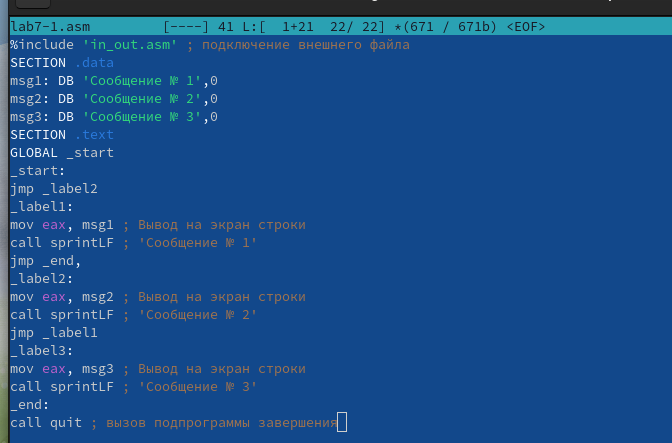 lab7-1.asm [----] 41 L:[ 1+21 22/ 22] *(671 / 671b) <EOF>
%include 'in_out.asm' ; подключение внешнего файла
SECTION .data
msg1: DB 'Сообщение № 1',0
msg2: DB 'Сообщение № 2',0
msg3: DB 'Сообщение № 3',0
SECTION .text
GLOBAL _start
_start:
jmp _label2
_label1:
mov eax, msg1 ; Вывод на экран строки
call sprintLF ; 'Сообщение № 1'
jmp _end,
_label2:
mov eax, msg2 ; Вывод на экран строки
call sprintLF ; 'Сообщение № 2'
jmp _label1
_label3:
mov eax, msg3 ; Вывод на экран строки
call sprintLF ; 'Сообщение № 3'
_end:
call quit ; вызов подпрограммы завершения